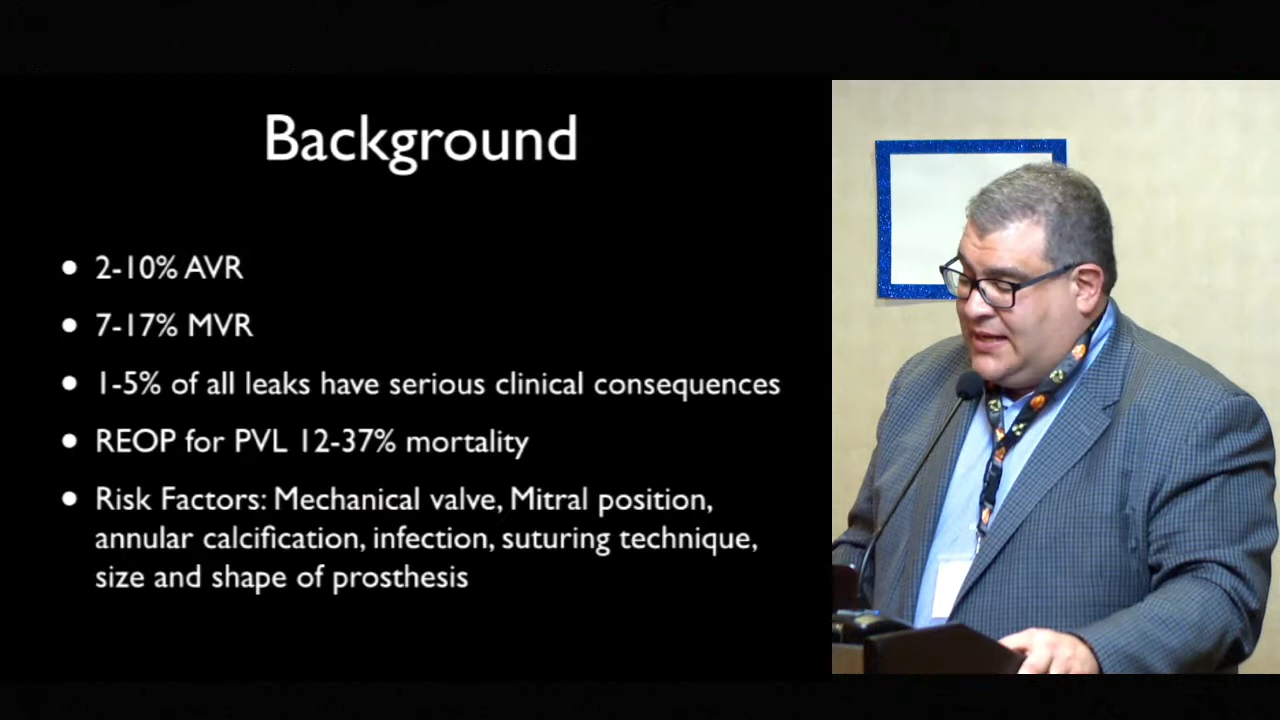 Background
• 2-10% AVR
• 7-17% MVR
• 1-5% of all leaks have serious clinical consequences
• REOP for PVL 12-37% mortality
• Risk Factors: Mechanical valve, Mitral position,
annular calcification, infection, suturing technique,
size and shape of prosthesis